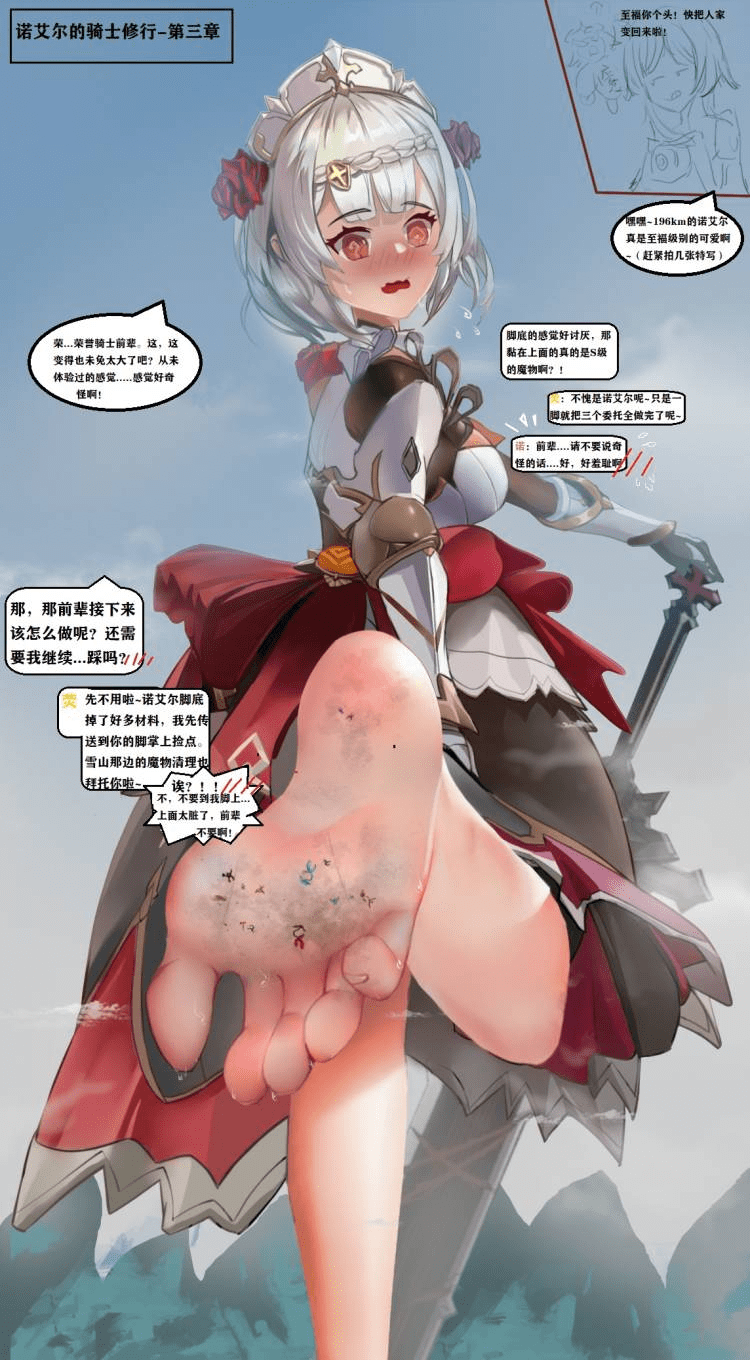 诺艾尔的骑士修行-第三章
至福你个头！快把人家
变回来啦！
嘿嘿~196km的诺艾尔
真是至福级别的可爱啊
~（赶紧拍几张特写）
荣...荣誉骑士前辈。这，这
变得也未免太大了吧？从未
体验过的感觉.....感觉好奇
怪啊！
脚底的感觉好讨厌，那
黏在上面的真的是S级
的魔物啊？！
荧：不愧是诺艾尔呢~只是一
脚就把三个委托全做完了呢~
诺：前辈....请不要说奇
怪的话....好，好羞耻啊
那，那前辈接下来
该怎么做呢？还需
要我继续...踩吗？
荧 先不用啦~诺艾尔脚底
掉了好多材料，我先传
送到你的脚掌上捡点。
雪山那边的魔物清理也
拜托你啦~
诶？！！
不，不要到我脚上...
上面太脏了，前辈
不要啊！